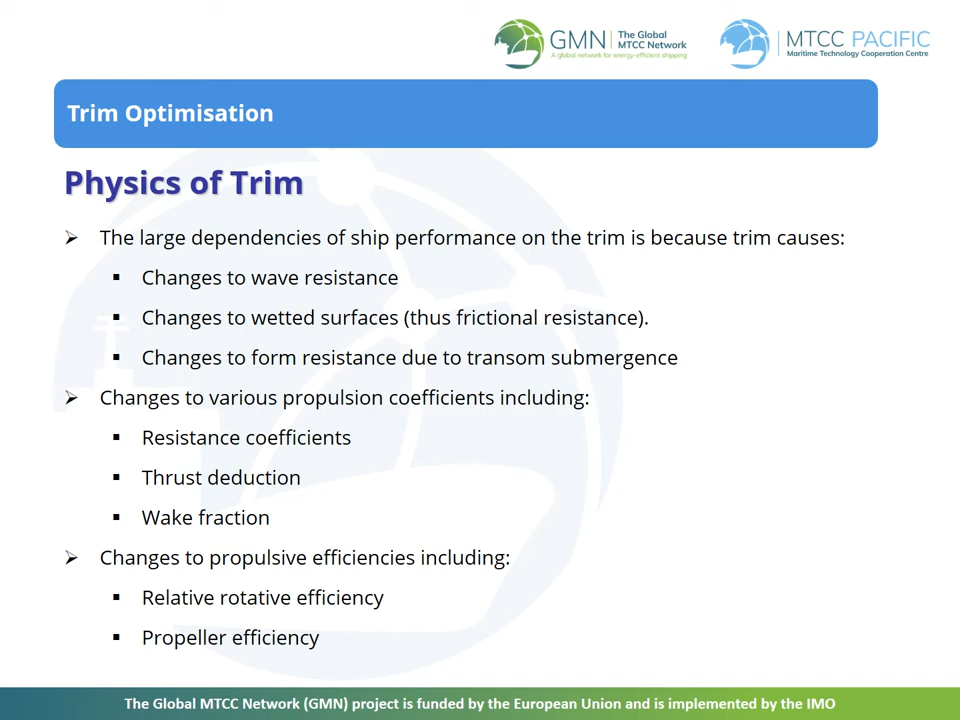 GMN | The Global MTCC Network
A global network for energy-efficient shipping
MTCC PACIFIC
Maritime Technology Cooperation Centre
Trim Optimisation
Physics of Trim
➢ The large dependencies of ship performance on the trim is because trim causes:
▪ Changes to wave resistance
▪ Changes to wetted surfaces (thus frictional resistance).
▪ Changes to form resistance due to transom submergence
➢ Changes to various propulsion coefficients including:
▪ Resistance coefficients
▪ Thrust deduction
▪ Wake fraction
➢ Changes to propulsive efficiencies including:
▪ Relative rotative efficiency
▪ Propeller efficiency
The Global MTCC Network (GMN) project is funded by the European Union and is implemented by the IMO